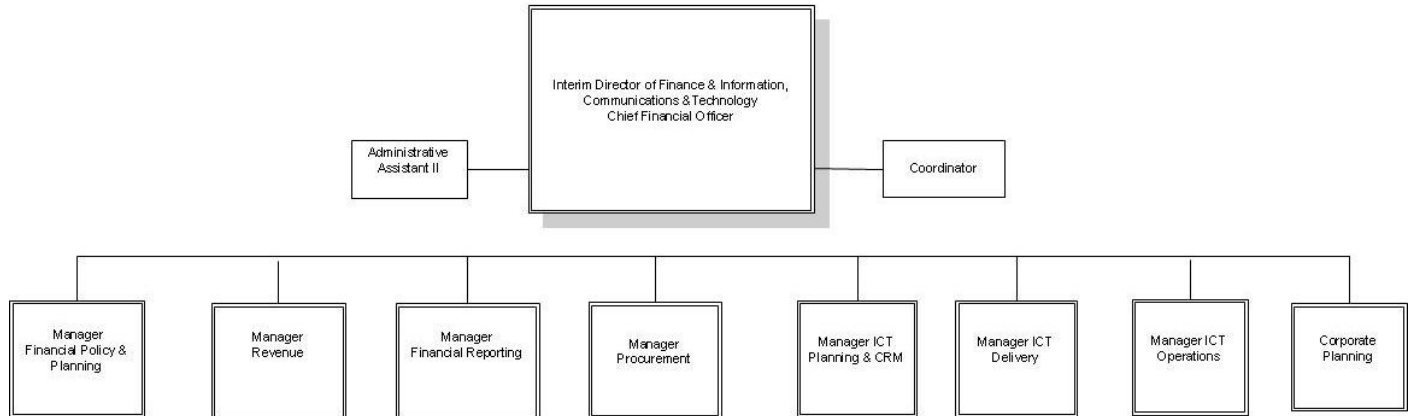 Interim Director of Finance & Information,
Communications & Technology
Chief Financial Officer
Administrative
Assistant II
Coordinator
Manager
Financial Policy &
Planning
Manager
Revenue
Manager
Financial Reporting
Manager
Procurement
Manager ICT
Planning & CRM
Manager ICT
Delivery
Manager ICT
Operations
Corporate
Planning